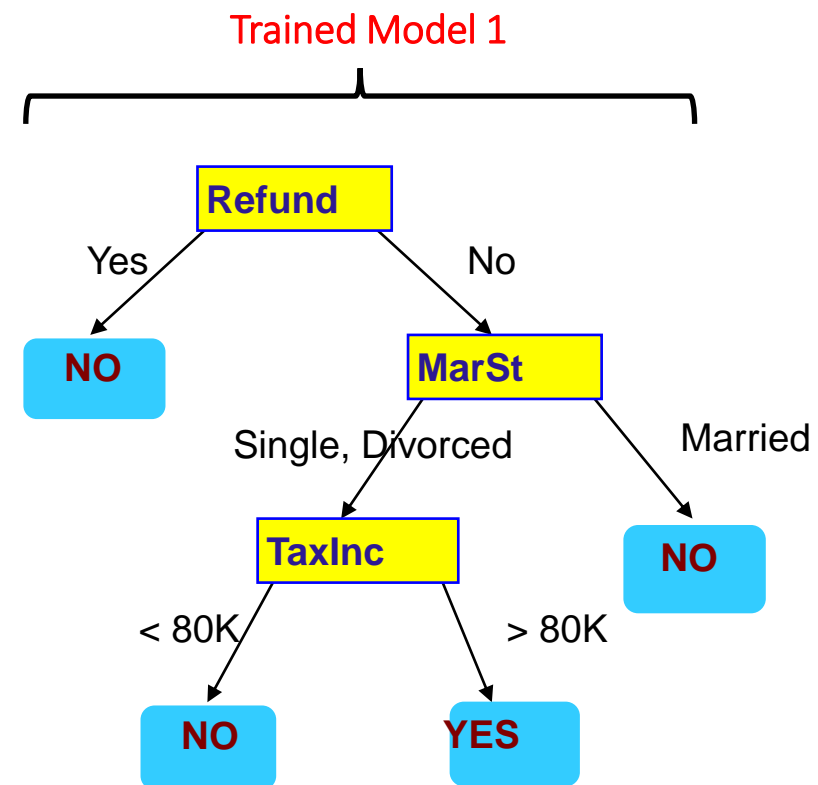 Trained Model 1
Refund
Yes
No
NO
MarSt
Single, Divorced
Married
TaxInc
NO
< 80K
> 80K
NO
YES